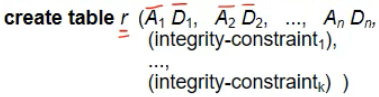 create table r (A1 D1, A2 D2, ..., An Dn,
(integrity-constraint1),
...,
(integrity-constraintk) )